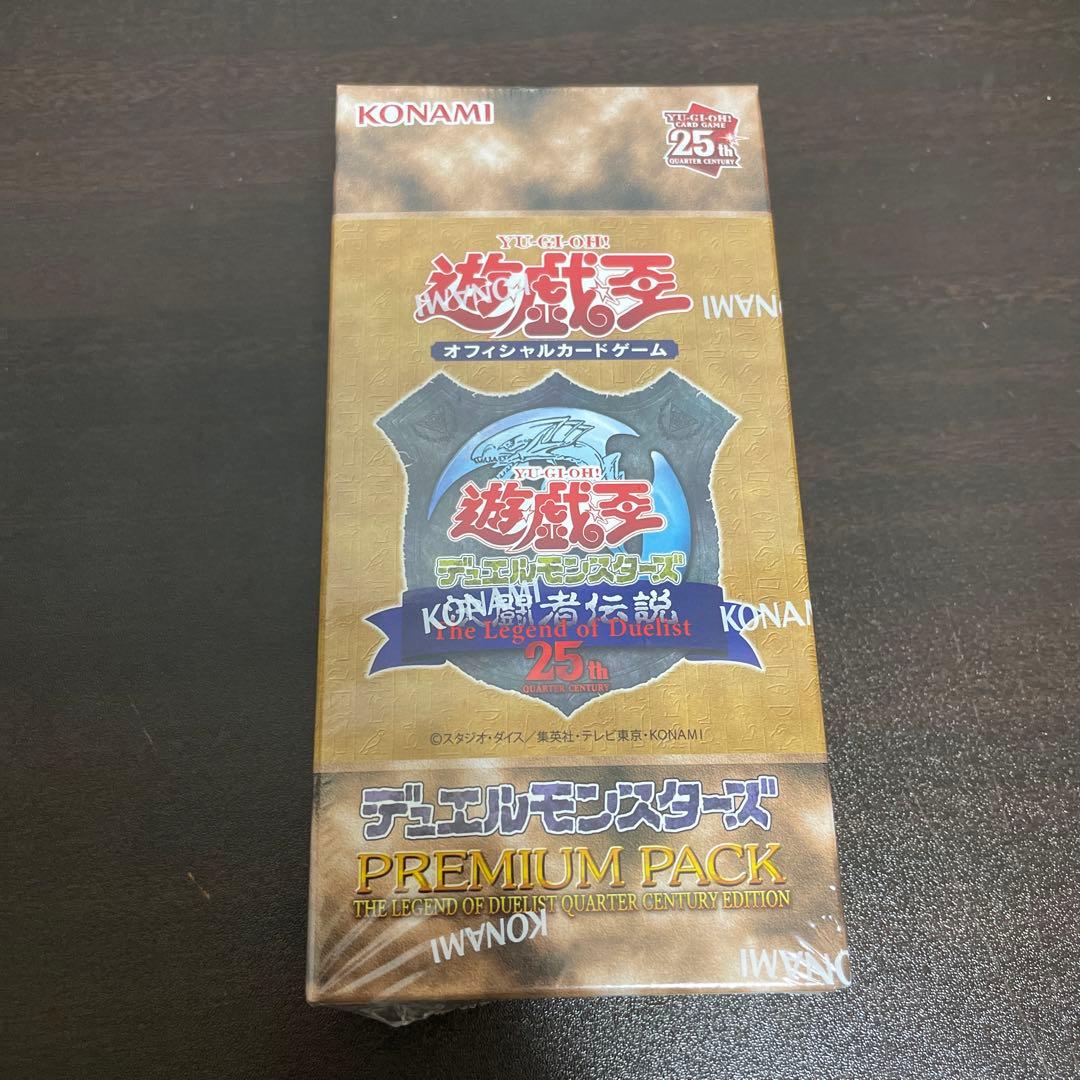 KONAMI
YU-GI-OH!
CARD GAME
25th
QUARTER CENTURY
YU-GI-OH!
遊戯王
KONAMI
KONAMI
オフィシャルカードゲーム
YU-GI-OH!
遊戯王
デュエルモンスターズ
KONAMI
闘者伝説
KONAMI
The Legend of Duelist
25th
QUARTER CENTURY
©スタジオ・ダイス/集英社・テレビ東京・KONAMI
デュエルモンスターズ
PREMIUM PACK
THE LEGEND OF DUELIST QUARTER CENTURY EDITION
KONAMI
KONAMI